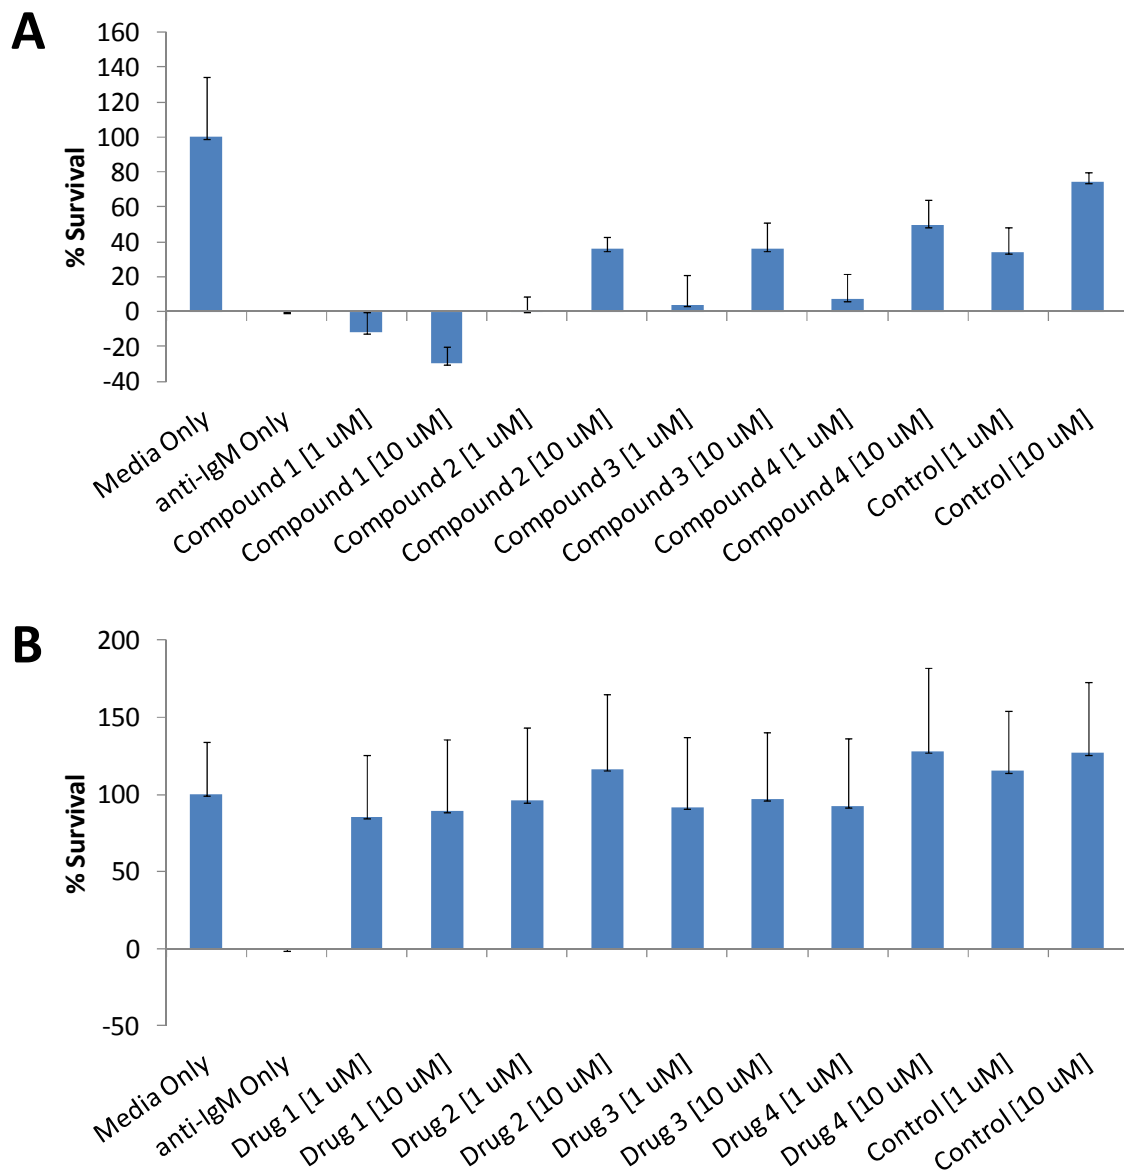 A
160
140
120
100
80
60
40
20
0
-20
-40
% Survival
Media Only
anti-IgM Only
Compound 1 [1 uM]
Compound 1 [10 uM]
Compound 2 [1 uM]
Compound 2 [10 uM]
Compound 3 [1 uM]
Compound 3 [10 uM]
Compound 4 [1 uM]
Compound 4 [10 uM]
Control [1 uM]
Control [10 uM]
B
200
150
100
50
0
-50
% Survival
Media Only
anti-IgM Only
Drug 1 [1 uM]
Drug 1 [10 uM]
Drug 2 [1 uM]
Drug 2 [10 uM]
Drug 3 [1 uM]
Drug 3 [10 uM]
Drug 4 [1 uM]
Drug 4 [10 uM]
Control [1 uM]
Control [10 uM]